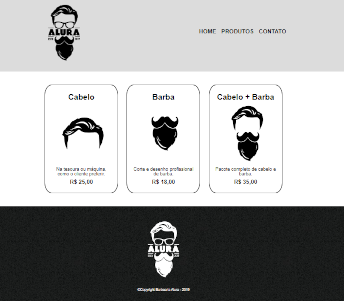 ALURA
HOME PRODUTOS CONTATO
Cabelo
Barba
Cabelo + Barba
Na tesoura ou máquina,
como o cliente preferir.
R$ 25,00
Corte e desenho profissional
de barba.
R$ 18,00
Pacote completo de cabelo e
barba.
R$ 35,00
ALURA
©Copyright Barbearia Alura - 2019